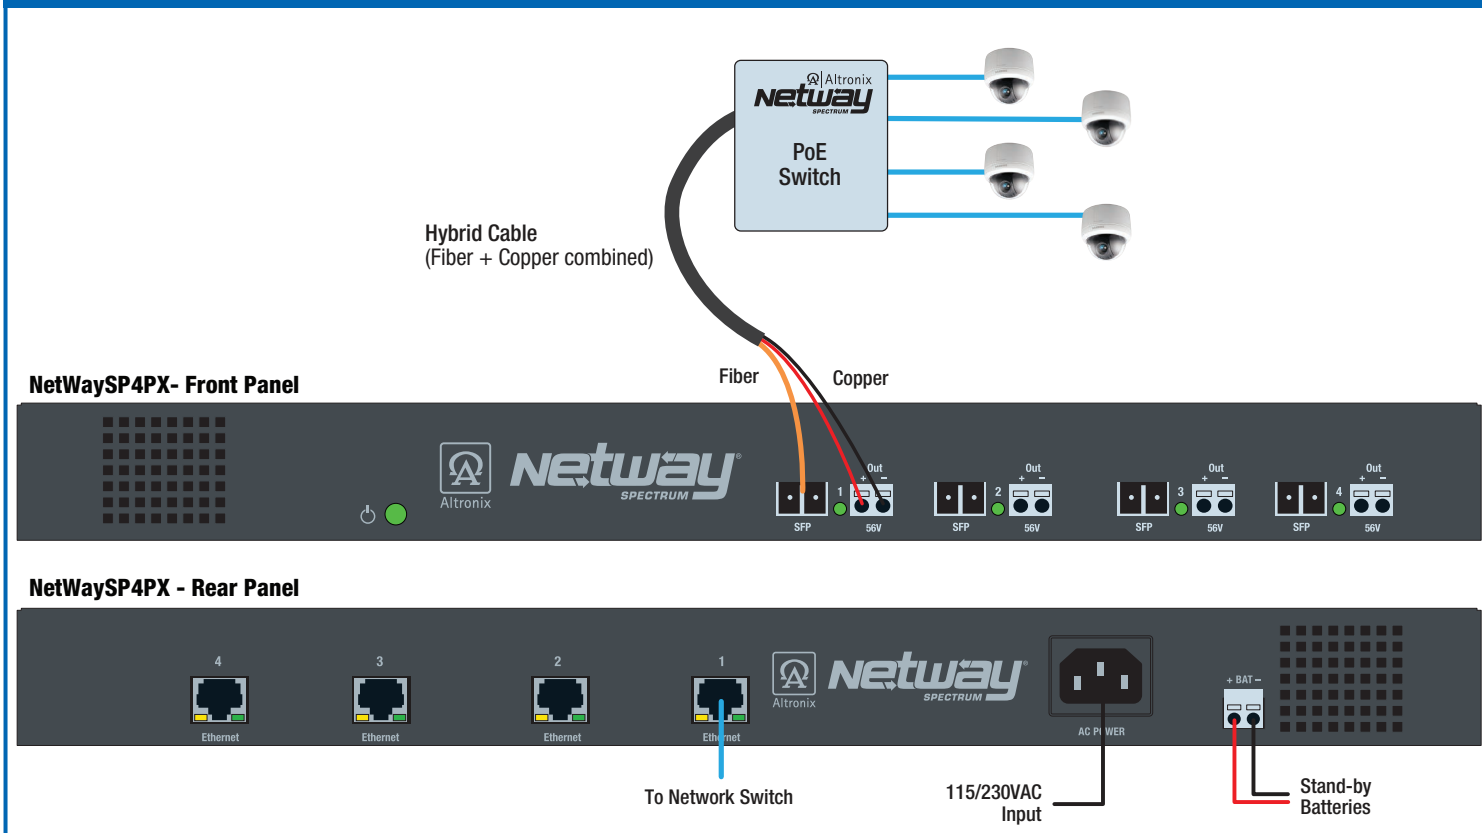 Altronix
Netway
SPECTRUM
PoE
Switch
Hybrid Cable
(Fiber + Copper combined)
Fiber
Copper
NetWaySP4PX- Front Panel
Altronix
Netway®
SPECTRUM
SFP
1
Out
+ −
56V
SFP
2
Out
+ −
56V
SFP
3
Out
+ −
56V
SFP
4
Out
+ −
56V
NetWaySP4PX - Rear Panel
4
Ethernet
3
Ethernet
2
Ethernet
1
Ethernet
Altronix
Netway®
SPECTRUM
AC POWER
+ BAT −
To Network Switch
115/230VAC
Input
Stand-by
Batteries